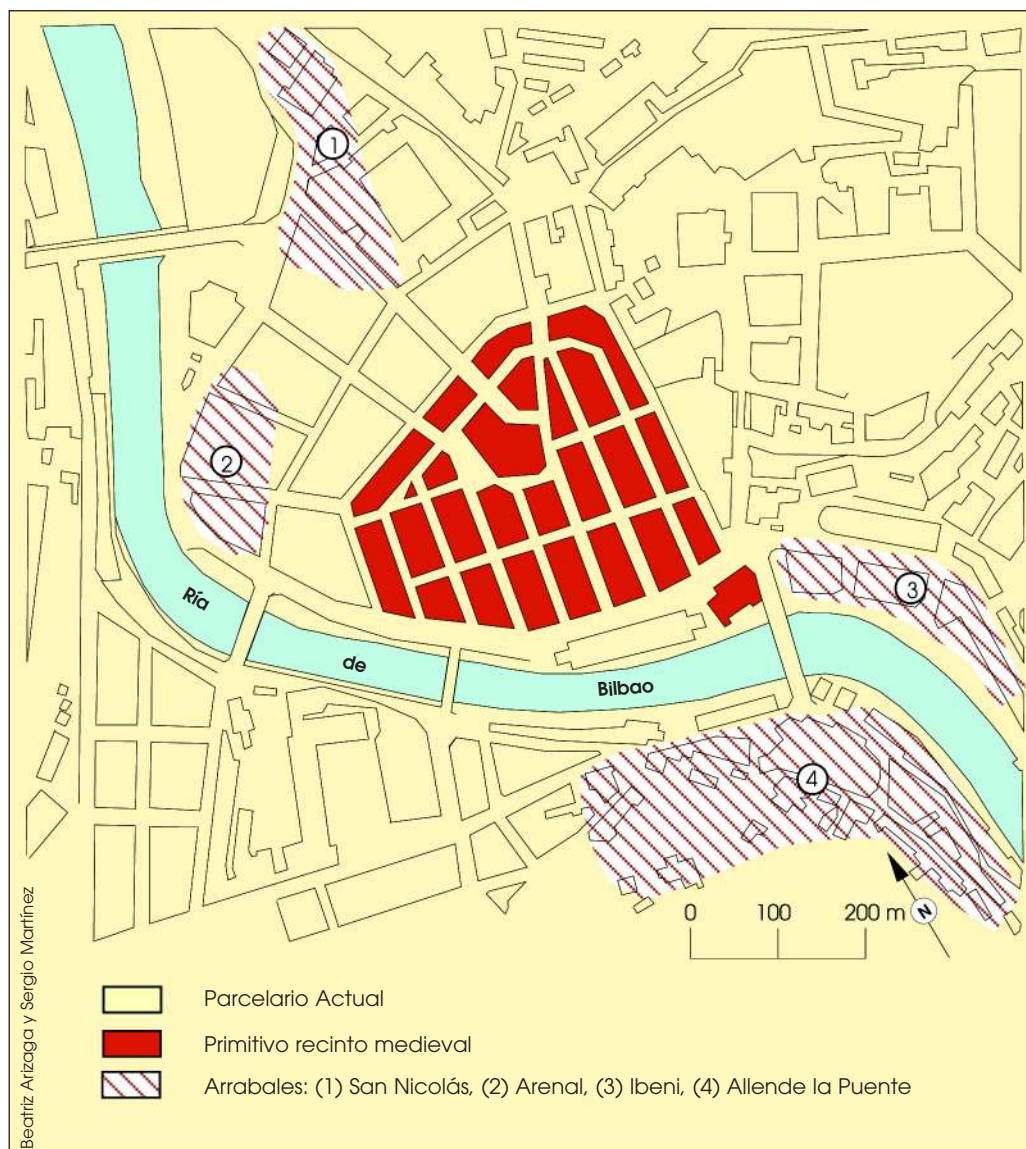 1
2
3
4
Ría
de
Bilbao
0 100 200 m
N
Parcelario Actual
Primitivo recinto medieval
Arrabales: (1) San Nicolás, (2) Arenal, (3) Ibeni, (4) Allende la Puente
Beatriz Arizaga y Sergio Martínez